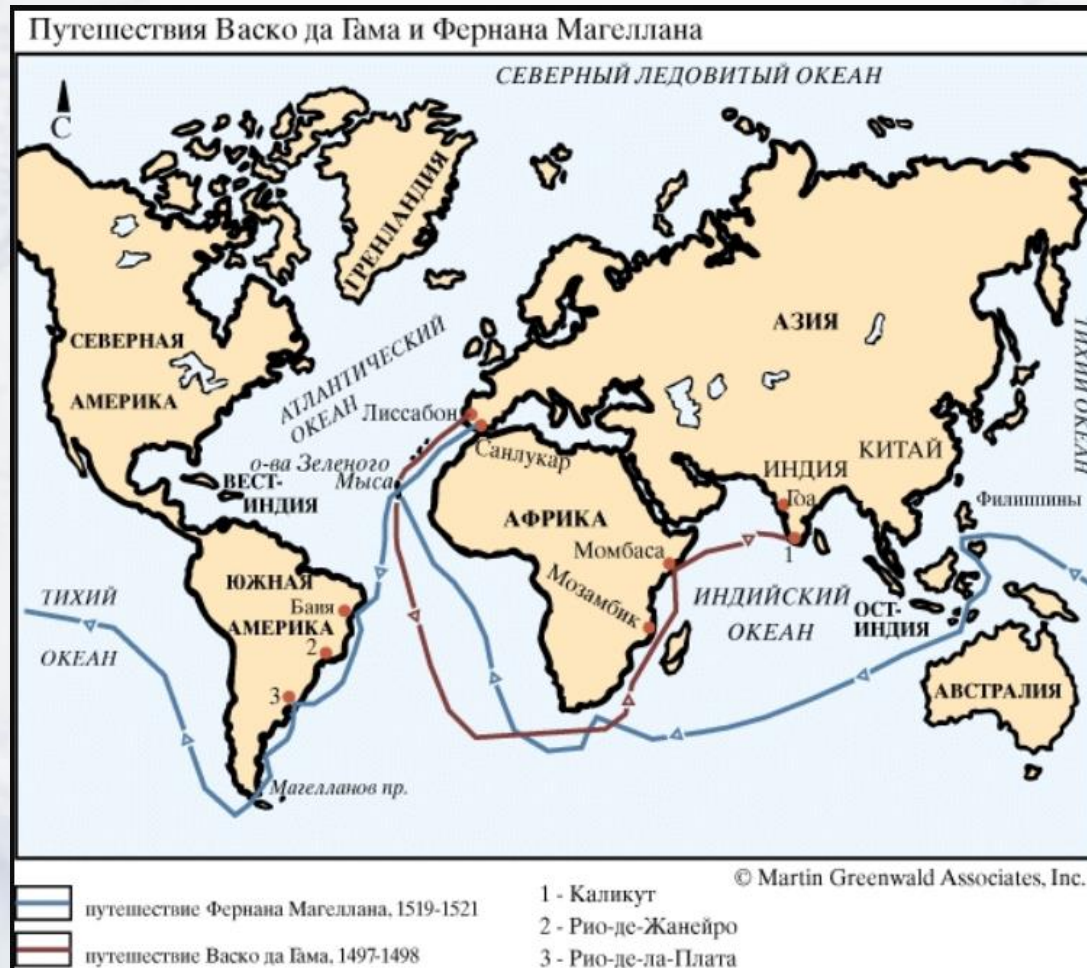 Путешествия Васко да Гама и Фернана Магеллана
СЕВЕРНЫЙ ЛЕДОВИТЫЙ ОКЕАН
С
ГРЕНЛАНДИЯ
СЕВЕРНАЯ
АМЕРИКА
АТЛАНТИЧЕСКИЙ
ОКЕАН
АЗИЯ
ТИХИЙ ОКЕАН
Лиссабон
Санлукар
о-ва Зеленого
Мыса
ВЕСТ-
ИНДИЯ
КИТАЙ
ИНДИЯ
Гоа
Филиппины
АФРИКА
1
Момбаса
Мозамбик
ЮЖНАЯ
АМЕРИКА
Баия
2
3
ТИХИЙ
ОКЕАН
ИНДИЙСКИЙ
ОКЕАН
ОСТ-
ИНДИЯ
АВСТРАЛИЯ
Магелланов пр.
© Martin Greenwald Associates, Inc.
путешествие Фернана Магеллана, 1519-1521
путешествие Васко да Гама, 1497-1498
1 - Каликут
2 - Рио-де-Жанейро
3 - Рио-де-ла-Плата